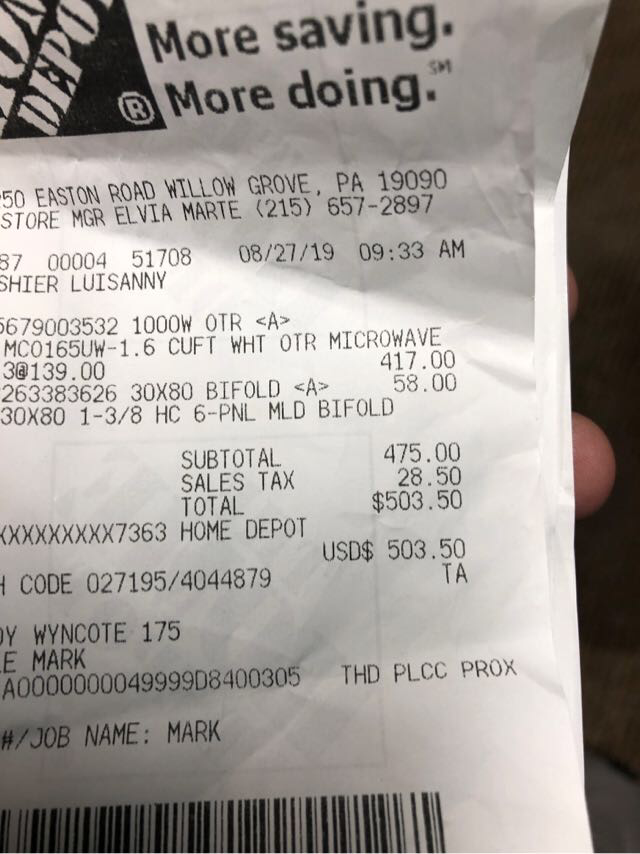 DEPOT
More saving.
® More doing.℠
50 EASTON ROAD WILLOW GROVE, PA 19090
STORE MGR ELVIA MARTE (215) 657-2897
87 00004 51708 08/27/19 09:33 AM
SHIER LUISANNY
5679003532 1000W OTR <A>
MCO165UW-1.6 CUFT WHT OTR MICROWAVE
3@139.00 417.00
263383626 30X80 BIFOLD <A> 58.00
30X80 1-3/8 HC 6-PNL MLD BIFOLD
SUBTOTAL 475.00
SALES TAX 28.50
TOTAL $503.50
XXXXXXXXXX7363 HOME DEPOT
USD$ 503.50
H CODE 027195/4044879 TA
DY WYNCOTE 175
E MARK
A0000000049999D8400305 THD PLCC PROX
#/JOB NAME: MARK